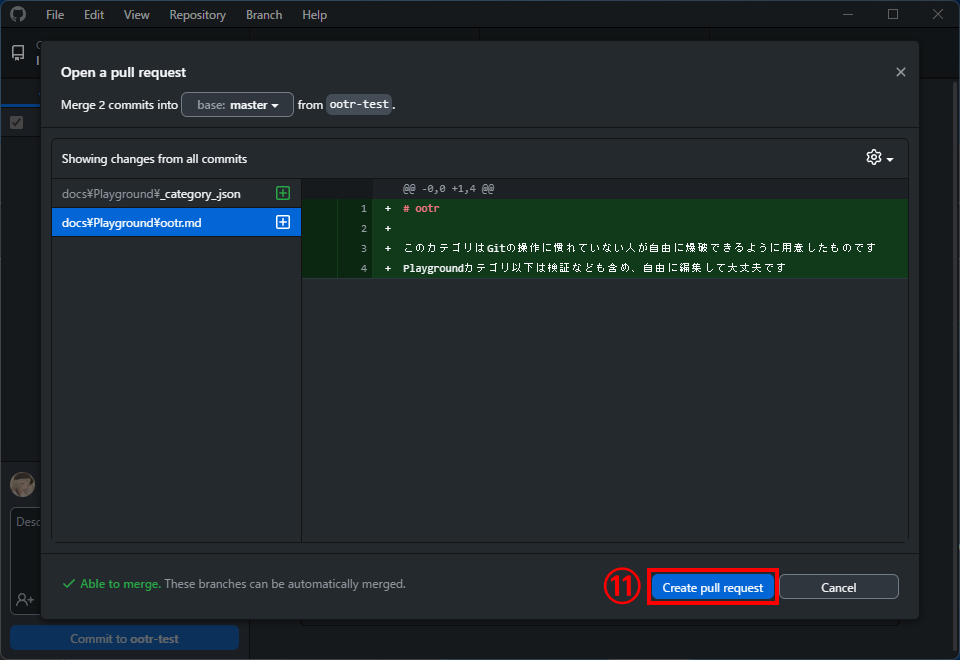 File Edit View Repository Branch Help
Open a pull request
Merge 2 commits into base: master from ootr-test.
Showing changes from all commits
docs¥Playground¥_category_.json
docs¥Playground¥ootr.md
@@ -0,0 +1,4 @@
1 + # ootr
2 +
3 + このカテゴリはGitの操作に慣れていない人が自由に爆破できるように用意したものです
4 + Playgroundカテゴリ以下は検証なども含め、自由に編集して大丈夫です
Desc
Able to merge. These branches can be automatically merged.
⑪ Create pull request Cancel
Commit to ootr-test